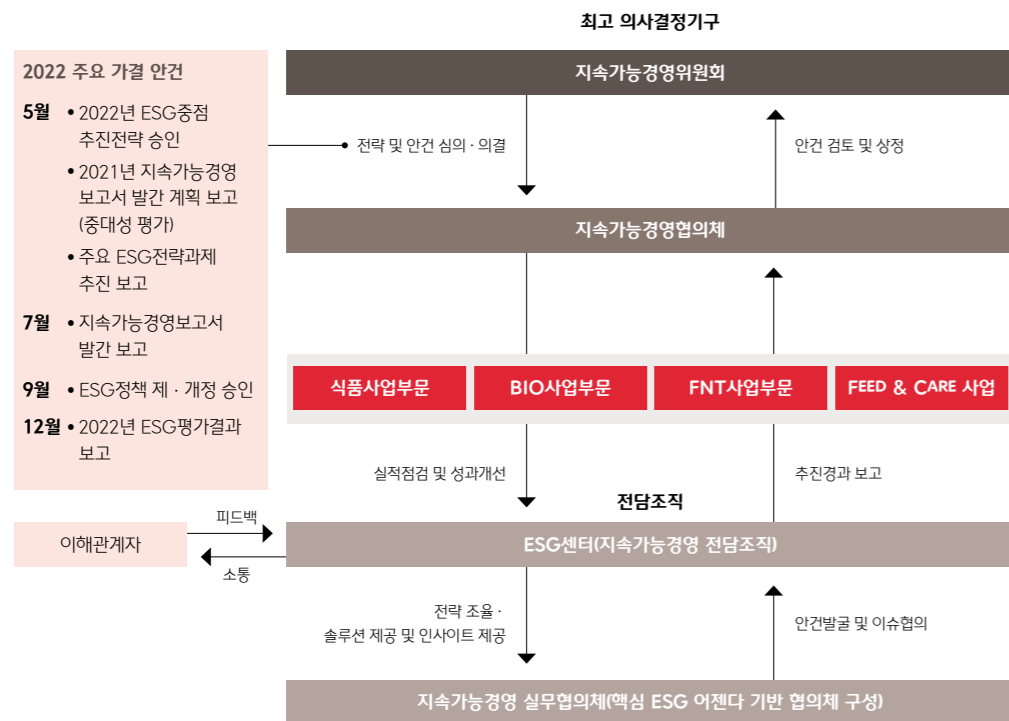 최고 의사결정기구
2022 주요 가결 안건
5월 • 2022년 ESG중점
추진전략 승인
• 2021년 지속가능경영
보고서 발간 계획 보고
(중대성 평가)
• 주요 ESG전략과제
추진 보고
7월 • 지속가능경영보고서
발간 보고
9월 • ESG정책 제 · 개정 승인
12월 • 2022년 ESG평가결과
보고
지속가능경영위원회
전략 및 안건 심의 · 의결
안건 검토 및 상정
지속가능경영협의체
식품사업부문
BIO사업부문
FNT사업부문
FEED & CARE 사업
실적점검 및 성과개선
추진경과 보고
전담조직
이해관계자
피드백
소통
ESG센터(지속가능경영 전담조직)
전략 조율 ·
솔루션 제공 및 인사이트 제공
안건발굴 및 이슈협의
지속가능경영 실무협의체(핵심 ESG 어젠다 기반 협의체 구성)